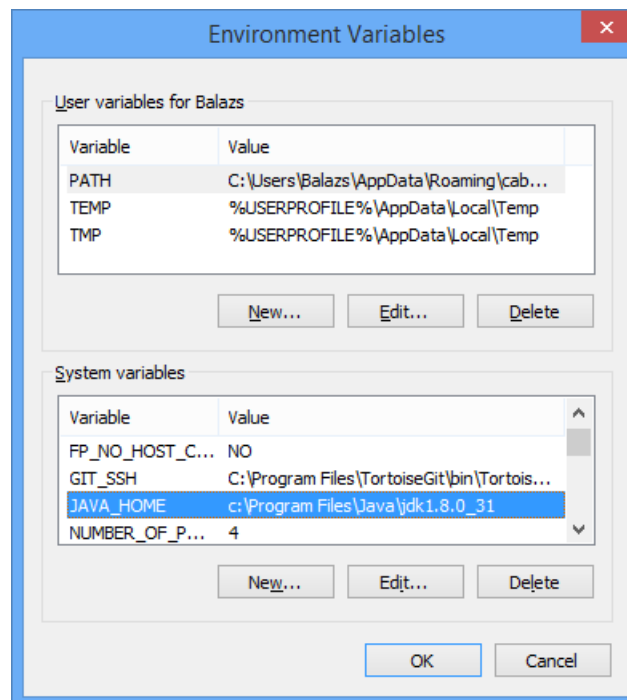 Environment Variables
User variables for Balazs
Variable Value
PATH C:\Users\Balazs\AppData\Roaming\cab...
TEMP %USERPROFILE%\AppData\Local\Temp
TMP %USERPROFILE%\AppData\Local\Temp
New... Edit... Delete
System variables
Variable Value
FP_NO_HOST_C... NO
GIT_SSH C:\Program Files\TortoiseGit\bin\Tortois...
JAVA_HOME c:\Program Files\Java\jdk1.8.0_31
NUMBER_OF_P... 4
New... Edit... Delete
OK Cancel